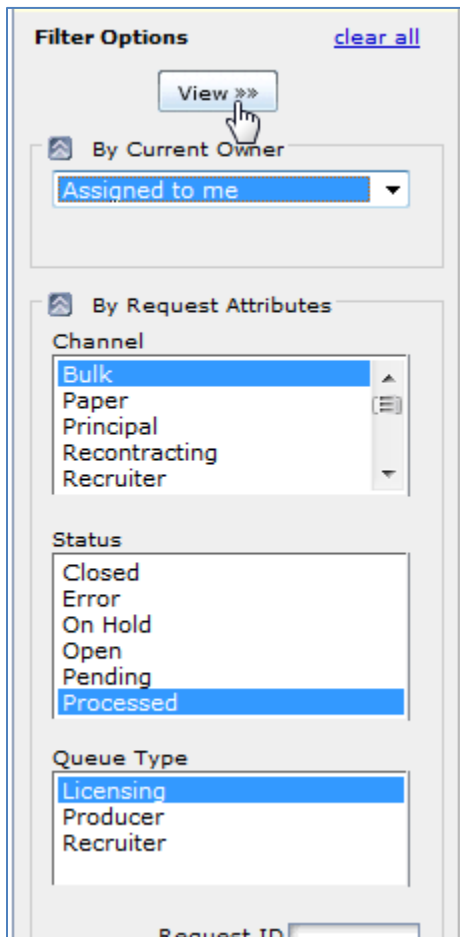 Filter Options clear all
View »»
By Current Owner
Assigned to me
By Request Attributes
Channel
Bulk
Paper
Principal
Recontracting
Recruiter
Status
Closed
Error
On Hold
Open
Pending
Processed
Queue Type
Licensing
Producer
Recruiter
Request ID